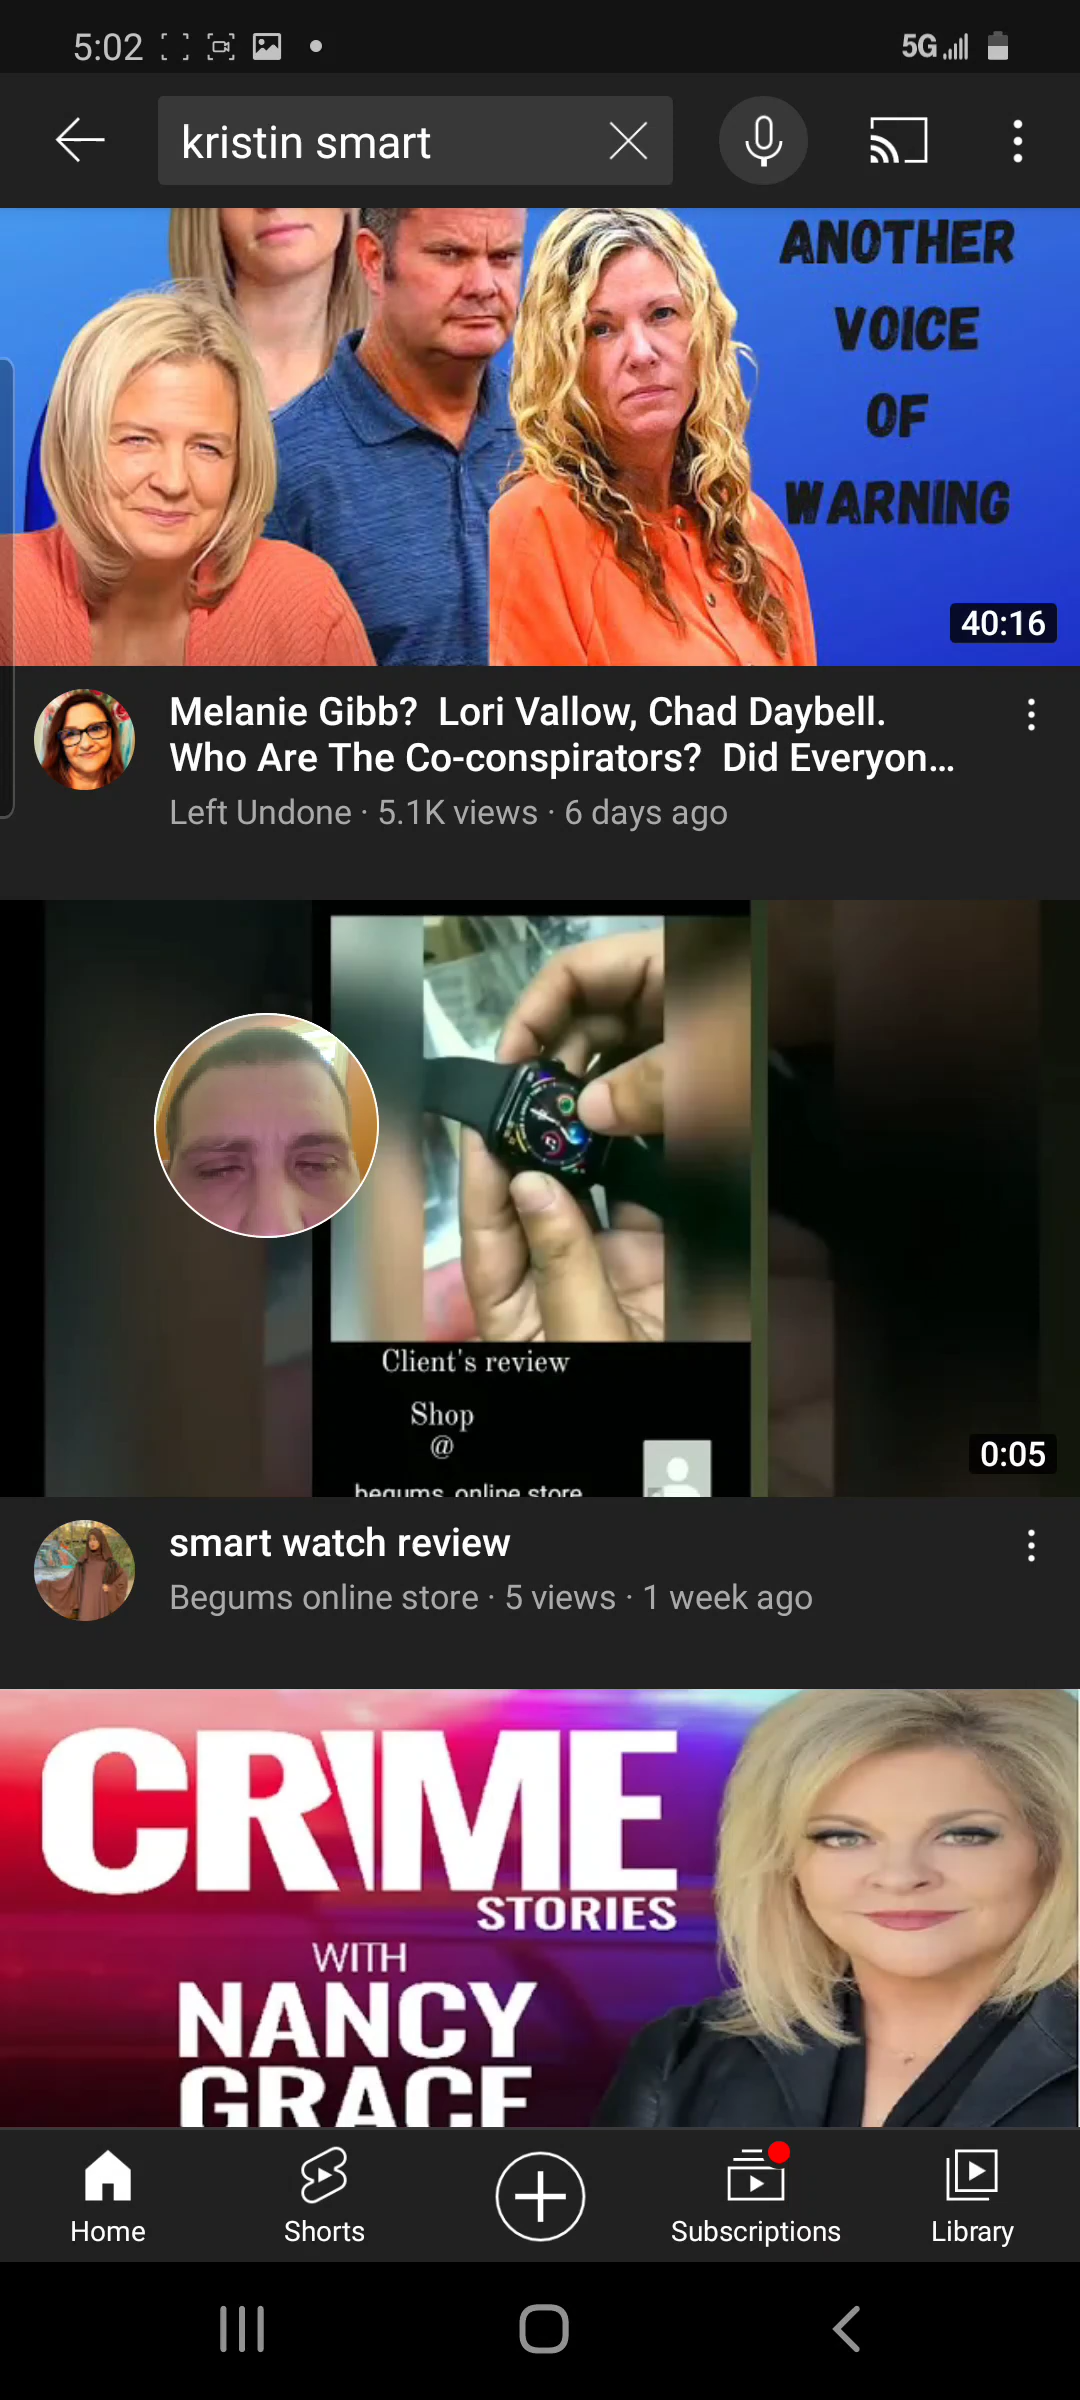 5:02
5G
kristin smart
ANOTHER
VOICE
OF
WARNING
40:16
Melanie Gibb?  Lori Vallow, Chad Daybell.
Who Are The Co-conspirators?  Did Everyon...
Left Undone · 5.1K views · 6 days ago
Client's review
Shop
@
begums online store
0:05
smart watch review
Begums online store · 5 views · 1 week ago
CRIME
STORIES
WITH
NANCY
GRACE
Home
Shorts
Subscriptions
Library